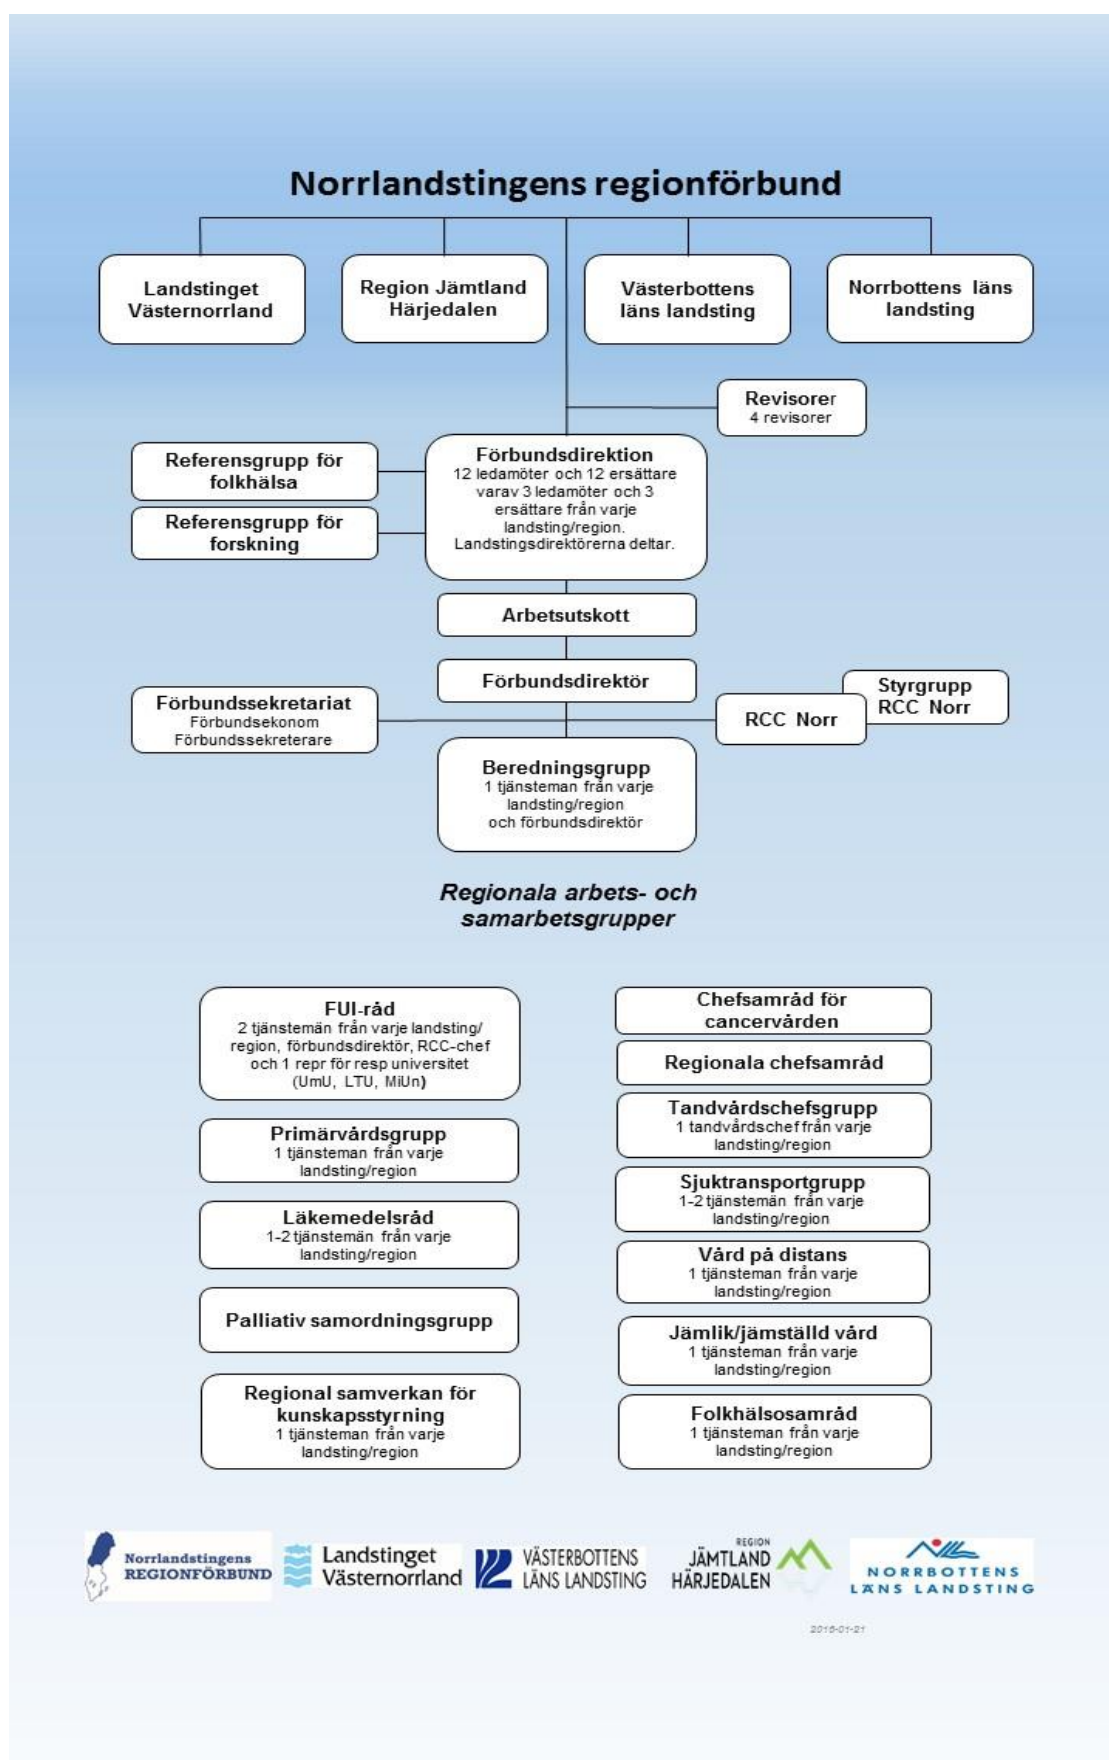 Norrlandstingens regionförbund
Landstinget
Västernorrland
Region Jämtland
Härjedalen
Västerbottens
läns landsting
Norrbottens läns
landsting
Revisorer
4 revisorer
Referensgrupp för
folkhälsa
Referensgrupp för
forskning
Förbundsdirektion
12 ledamöter och 12 ersättare
varav 3 ledamöter och 3
ersättare från varje
landsting/region.
Landstingsdirektörerna deltar.
Arbetsutskott
Förbundsdirektör
Förbundssekretariat
Förbundsekonom
Förbundssekreterare
Styrgrupp
RCC Norr
RCC Norr
Beredningsgrupp
1 tjänsteman från varje
landsting/region
och förbundsdirektör
Regionala arbets- och
samarbetsgrupper
FUI-råd
2 tjänstemän från varje landsting/
region, förbundsdirektör, RCC-chef
och 1 repr för resp universitet
(UmU, LTU, MiUn)
Primärvårdsgrupp
1 tjänsteman från varje
landsting/region
Läkemedelsråd
1-2 tjänstemän från varje
landsting/region
Palliativ samordningsgrupp
Regional samverkan för
kunskapsstyrning
1 tjänsteman från varje
landsting/region
Chefsamråd för
cancervården
Regionala chefsamråd
Tandvårdschefsgrupp
1 tandvårdschef från varje
landsting/region
Sjuktransportgrupp
1-2 tjänstemän från varje
landsting/region
Vård på distans
1 tjänsteman från varje
landsting/region
Jämlik/jämställd vård
1 tjänsteman från varje
landsting/region
Folkhälsosamråd
1 tjänsteman från varje
landsting/region
Norrlandstingens
REGIONFÖRBUND
Landstinget
Västernorrland
VÄSTERBOTTENS
LÄNS LANDSTING
REGION
JÄMTLAND
HÄRJEDALEN
NORRBOTTENS
LÄNS LANDSTING